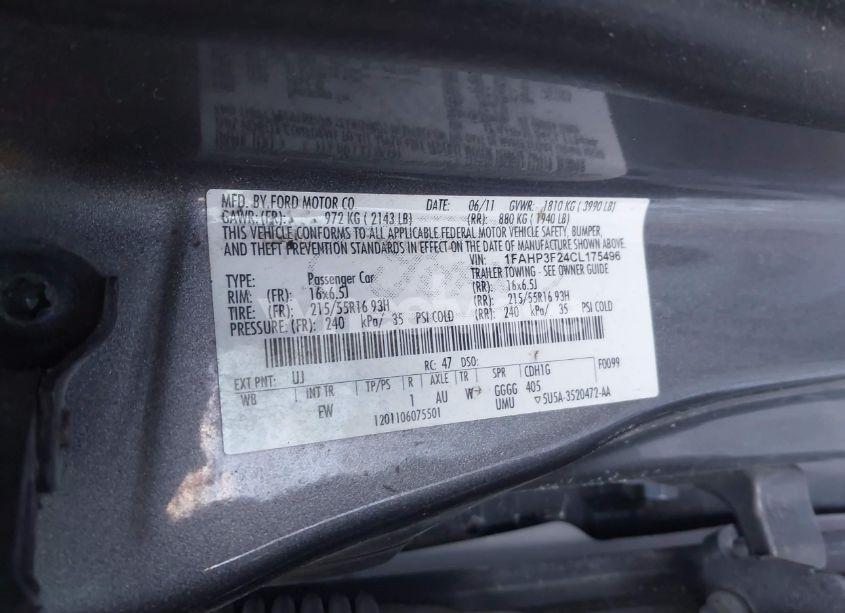 MFD. BY FORD MOTOR CO. DATE: 06/11 GVWR: 1810 KG ( 3990 LB)
GAWR: (FR): 972 KG ( 2143 LB) (RR): 880 KG ( 1940 LB)
THIS VEHICLE CONFORMS TO ALL APPLICABLE FEDERAL MOTOR VEHICLE SAFETY, BUMPER,
AND THEFT PREVENTION STANDARDS IN EFFECT ON THE DATE OF MANUFACTURE SHOWN ABOVE.
VIN: 1FAHP3F24CL175496
TYPE: Passenger Car TRAILER TOWING - SEE OWNER GUIDE
RIM: (FR): 16x6.5J (RR): 16x6.5J
TIRE: (FR): 215/55R16 93H (RR): 215/55R16 93H
PRESSURE: (FR): 240 kPa/ 35 PSI COLD (RR): 240 kPa/ 35 PSI COLD
RC: 47 DSO: F0099
EXT PNT: UJ
WB INT TR TP/PS R AXLE TR SPR CDH1G
EW 1 AU W GGGG 405
1201106075501 UMU 5U5A-3520472-AA